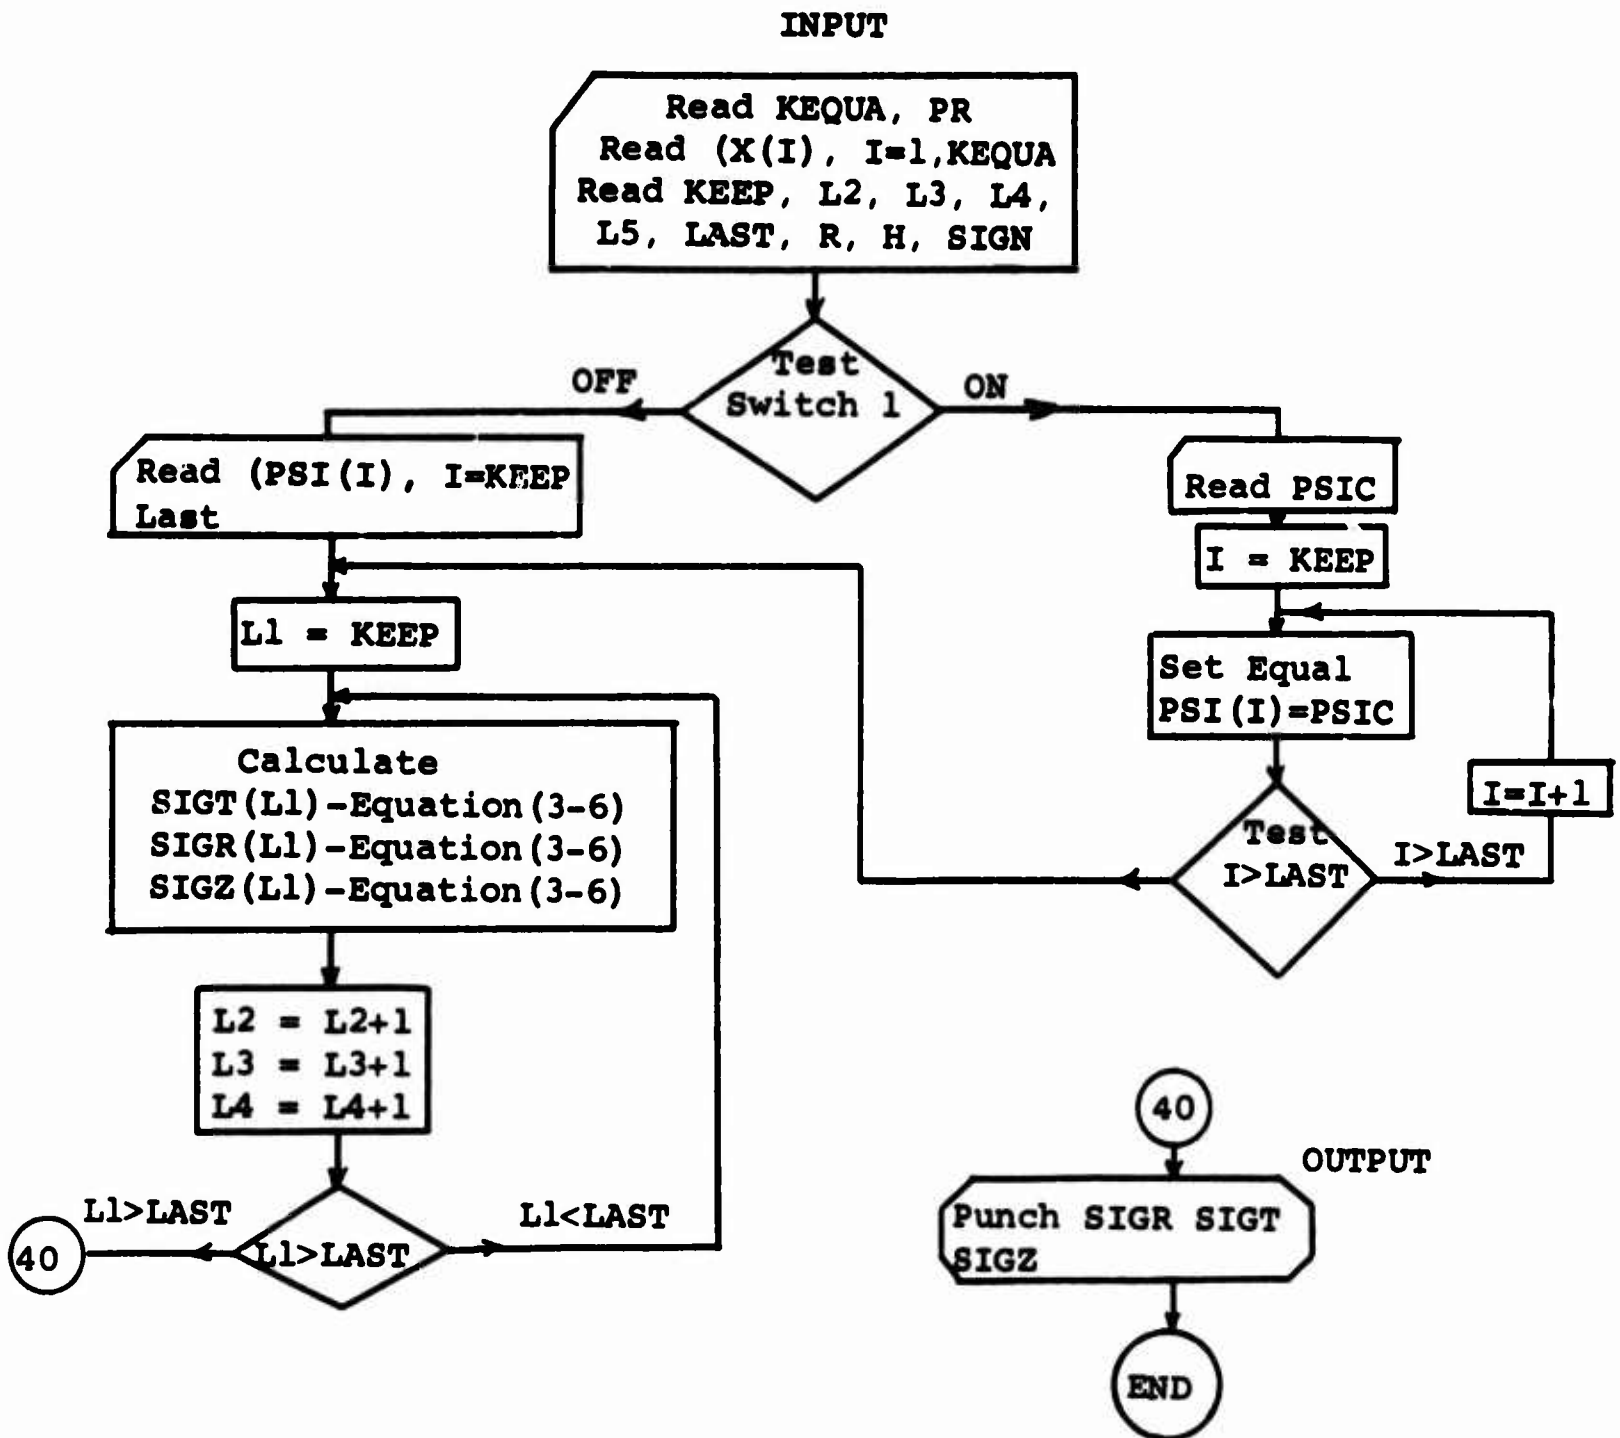 INPUT
Read KEQUA, PR
Read (X(I), I=1,KEQUA
Read KEEP, L2, L3, L4,
L5, LAST, R, H, SIGN
Test
Switch 1
OFF
ON
Read (PSI(I), I=KEEP
Last
Read PSIC
I = KEEP
L1 = KEEP
Set Equal
PSI(I)=PSIC
I=I+1
Test
I>LAST
I>LAST
Calculate
SIGT(L1)-Equation(3-6)
SIGR(L1)-Equation(3-6)
SIGZ(L1)-Equation(3-6)
L2 = L2+1
L3 = L3+1
L4 = L4+1
L1>LAST
L1>LAST
L1<LAST
40
40
OUTPUT
Punch SIGR SIGT
SIGZ
END